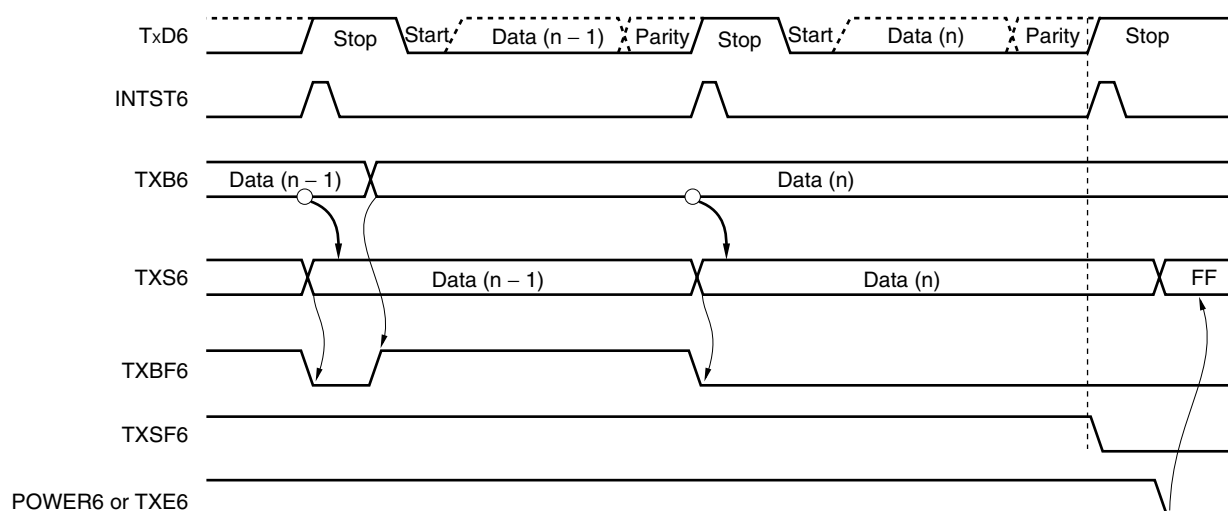 TxD6 Stop Start Data (n − 1) Parity Stop Start Data (n) Parity Stop
INTST6
TXB6 Data (n − 1) Data (n)
TXS6 Data (n − 1) Data (n) FF
TXBF6
TXSF6
POWER6 or TXE6